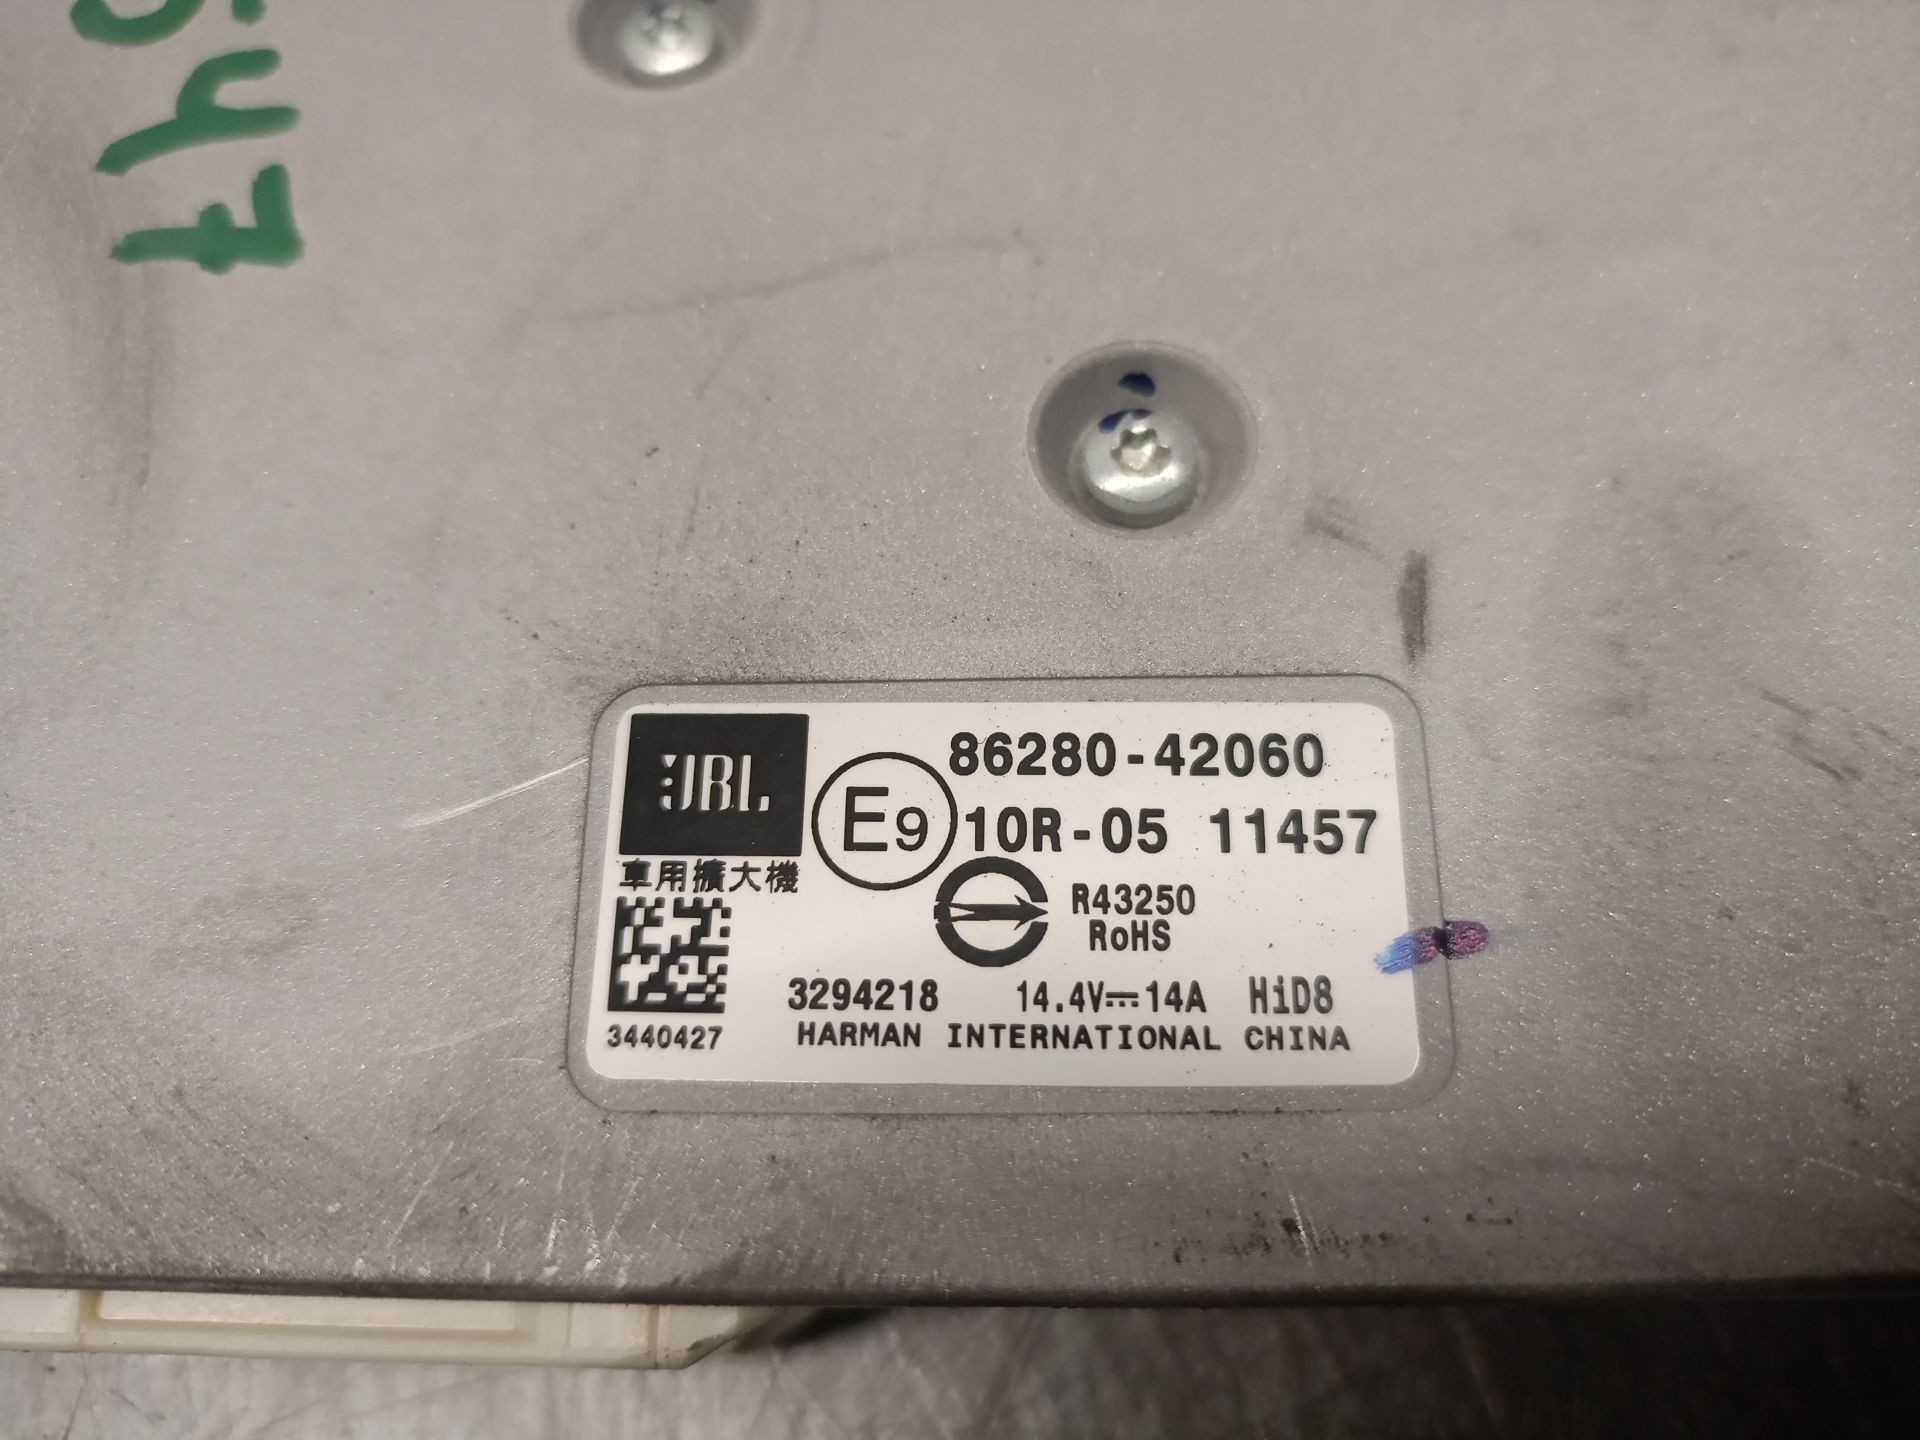 547
JBL
86280-42060
E9 10R-05 11457
車用擴大機
R43250
RoHS
3294218 14.4V⎓14A HiD8
3440427 HARMAN INTERNATIONAL CHINA